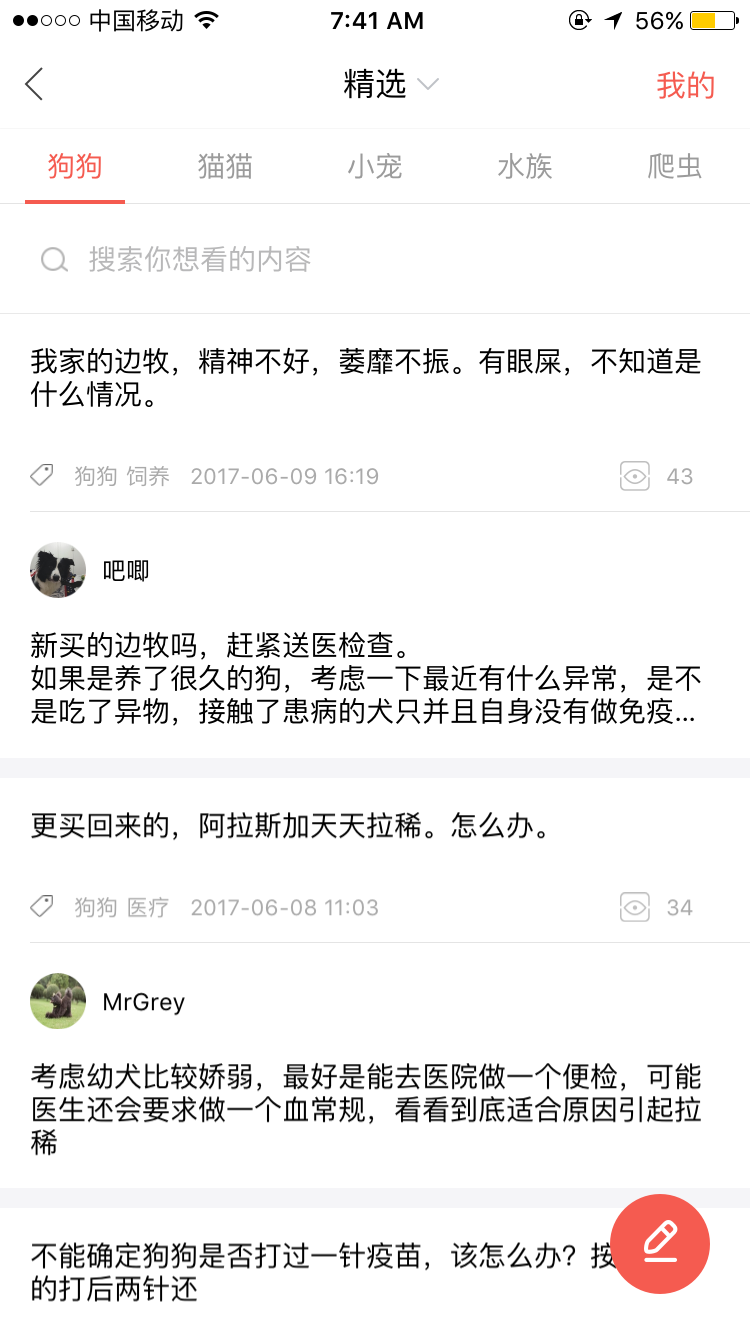 中国移动 7:41 AM 56%
精选 我的
狗狗 猫猫 小宠 水族 爬虫
搜索你想看的内容
我家的边牧，精神不好，萎靡不振。有眼屎，不知道是
什么情况。
狗狗 饲养 2017-06-09 16:19 43
吧唧
新买的边牧吗，赶紧送医检查。
如果是养了很久的狗，考虑一下最近有什么异常，是不
是吃了异物，接触了患病的犬只并且自身没有做免疫...
更买回来的，阿拉斯加天天拉稀。怎么办。
狗狗 医疗 2017-06-08 11:03 34
MrGrey
考虑幼犬比较娇弱，最好是能去医院做一个便检，可能
医生还会要求做一个血常规，看看到底适合原因引起拉
稀
不能确定狗狗是否打过一针疫苗，该怎么办？按
的打后两针还